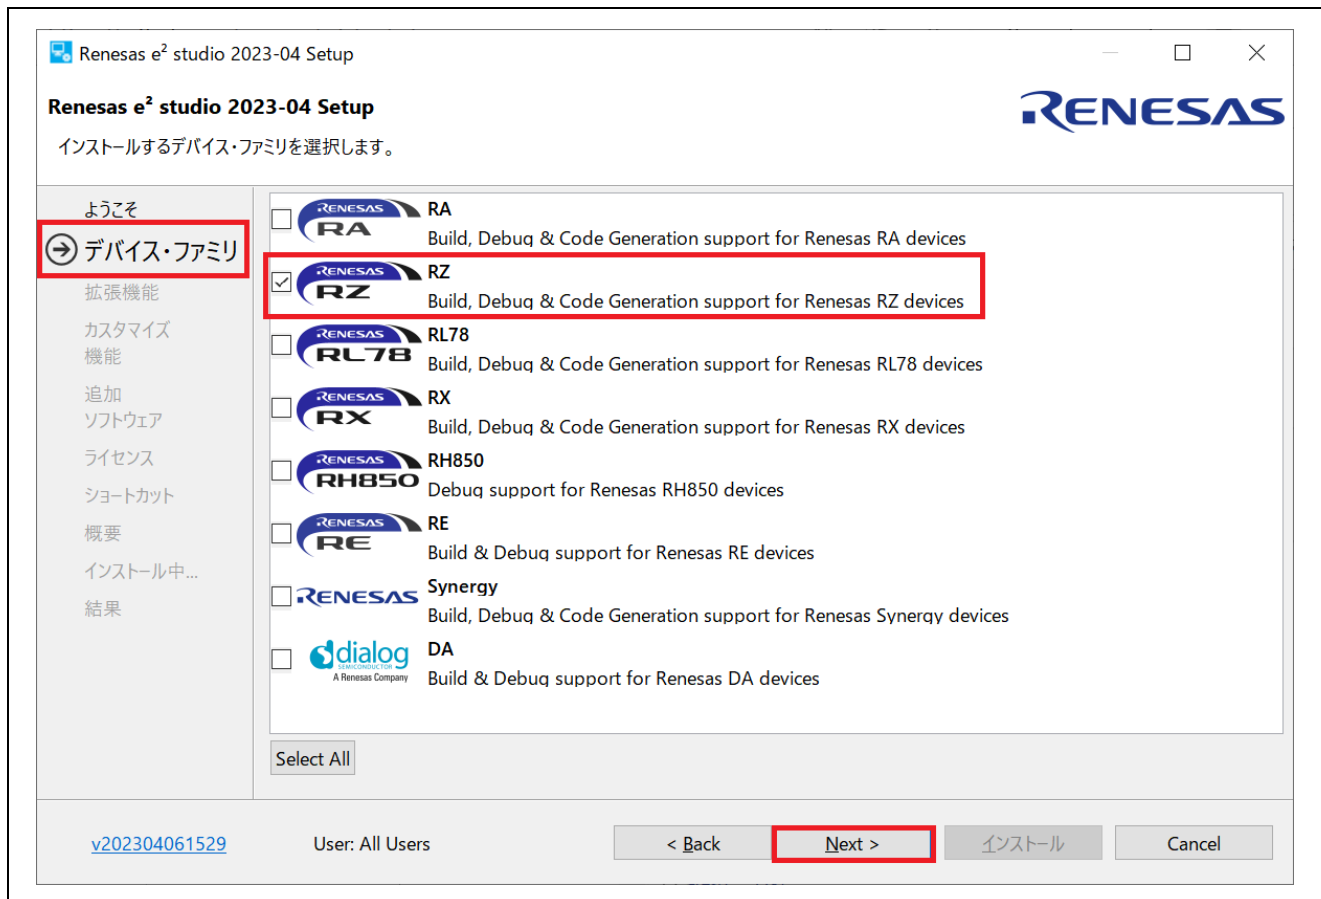 Renesas e² studio 2023-04 Setup
Renesas e² studio 2023-04 Setup
RENESAS
インストールするデバイス・ファミリを選択します。
ようこそ
デバイス・ファミリ
拡張機能
カスタマイズ
機能
追加
ソフトウェア
ライセンス
ショートカット
概要
インストール中...
結果
RENESAS
RA
RA
Build, Debug & Code Generation support for Renesas RA devices
RENESAS
RZ
RZ
Build, Debug & Code Generation support for Renesas RZ devices
RENESAS
RL78
RL78
Build, Debug & Code Generation support for Renesas RL78 devices
RENESAS
RX
RX
Build, Debug & Code Generation support for Renesas RX devices
RENESAS
RH850
RH850
Debug support for Renesas RH850 devices
RENESAS
RE
RE
Build & Debug support for Renesas RE devices
RENESAS
Synergy
Build, Debug & Code Generation support for Renesas Synergy devices
dialog
SEMICONDUCTOR
A Renesas Company
DA
Build & Debug support for Renesas DA devices
Select All
v202304061529
User: All Users
< Back
Next >
インストール
Cancel